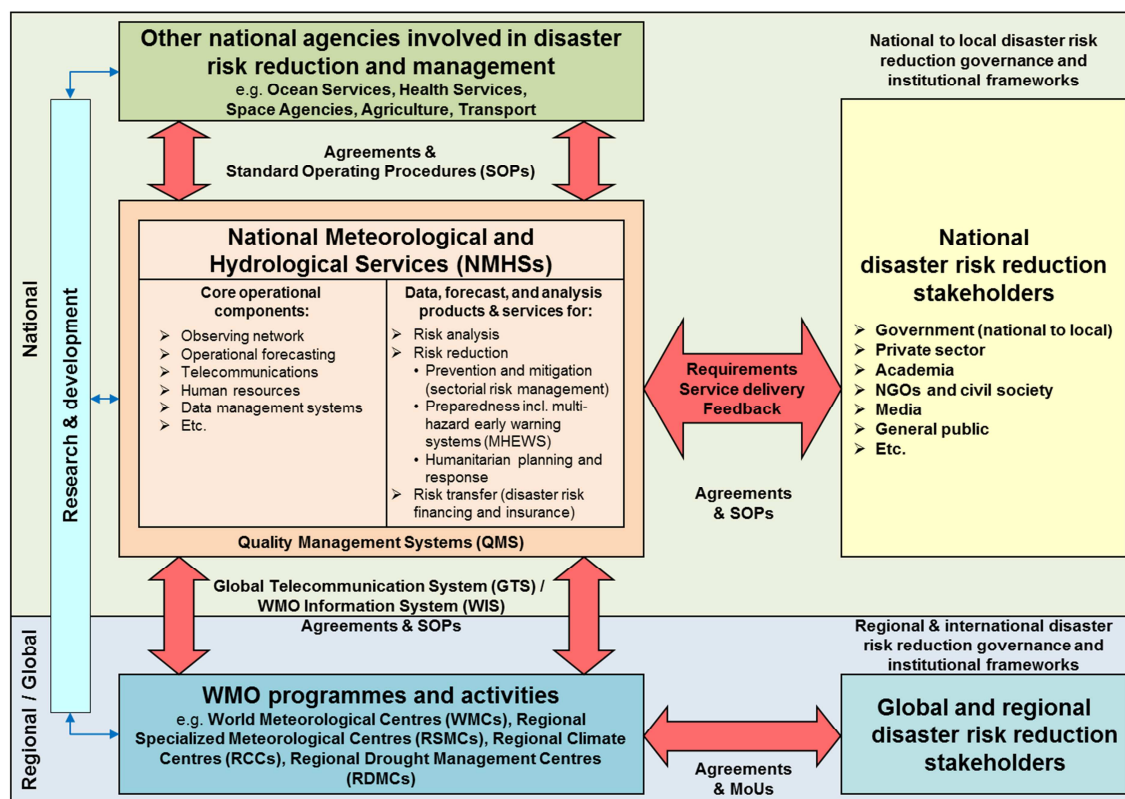 Other national agencies involved in disaster
risk reduction and management
e.g. Ocean Services, Health Services,
Space Agencies, Agriculture, Transport
National to local disaster risk
reduction governance and
institutional frameworks
Agreements &
Standard Operating Procedures (SOPs)
National
Research & development
National Meteorological and
Hydrological Services (NMHSs)
Core operational
components:
➢ Observing network
➢ Operational forecasting
➢ Telecommunications
➢ Human resources
➢ Data management systems
➢ Etc.
Data, forecast, and analysis
products & services for:
➢ Risk analysis
➢ Risk reduction
• Prevention and mitigation
(sectorial risk management)
• Preparedness incl. multi-
hazard early warning
systems (MHEWS)
• Humanitarian planning and
response
➢ Risk transfer (disaster risk
financing and insurance)
Quality Management Systems (QMS)
Requirements
Service delivery
Feedback
Agreements
& SOPs
National
disaster risk reduction
stakeholders
➢ Government (national to local)
➢ Private sector
➢ Academia
➢ NGOs and civil society
➢ Media
➢ General public
➢ Etc.
Global Telecommunication System (GTS) /
WMO Information System (WIS)
Agreements & SOPs
Regional / Global
Regional & international disaster
risk reduction governance and
institutional frameworks
WMO programmes and activities
e.g. World Meteorological Centres (WMCs), Regional
Specialized Meteorological Centres (RSMCs), Regional Climate
Centres (RCCs), Regional Drought Management Centres
(RDMCs)
Agreements
& MoUs
Global and regional
disaster risk reduction
stakeholders